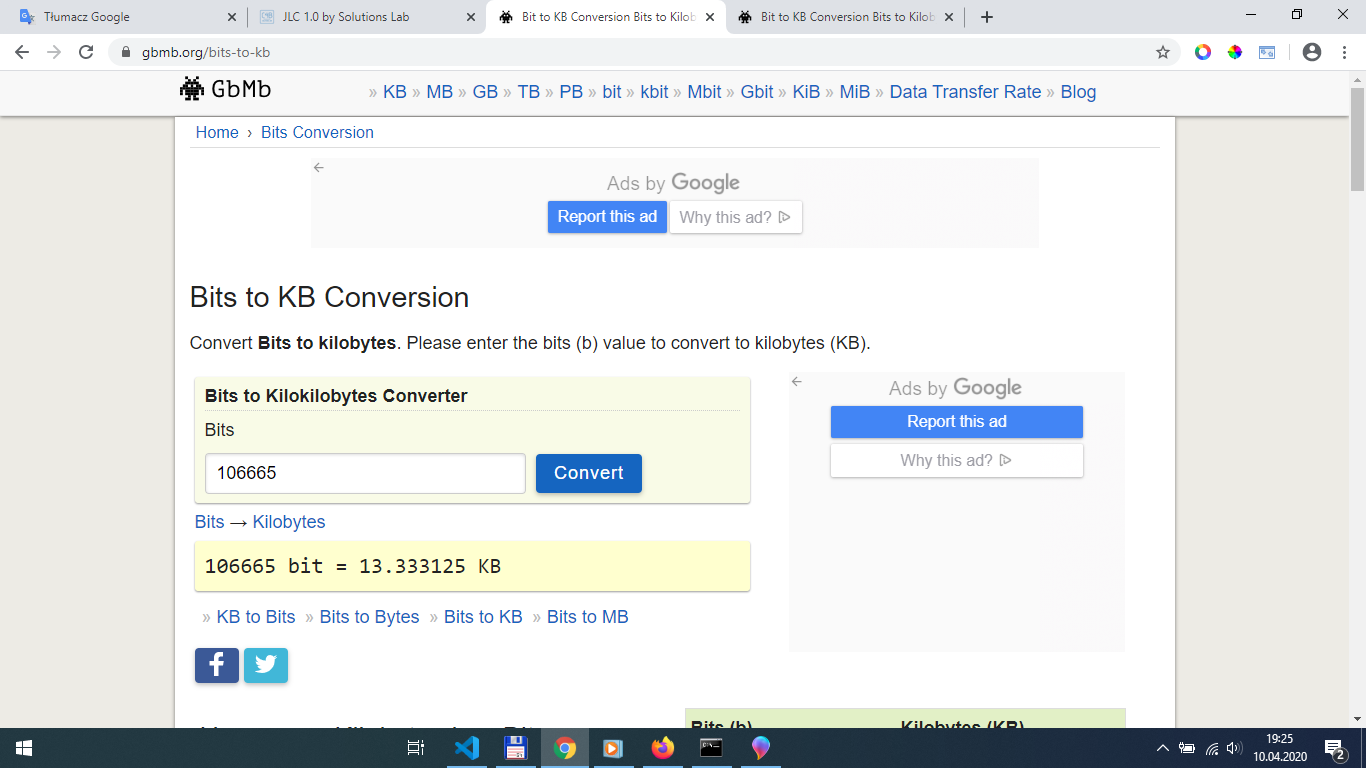 Tłumacz Google
JLC 1.0 by Solutions Lab
Bit to KB Conversion Bits to Kilob
Bit to KB Conversion Bits to Kilob
gbmb.org/bits-to-kb
GbMb
» KB » MB » GB » TB » PB » bit » kbit » Mbit » Gbit » KiB » MiB » Data Transfer Rate » Blog
Home › Bits Conversion
Ads by Google
Report this ad
Why this ad?
Bits to KB Conversion
Convert Bits to kilobytes. Please enter the bits (b) value to convert to kilobytes (KB).
Bits to Kilokilobytes Converter
Bits
106665
Convert
Bits → Kilobytes
106665 bit = 13.333125 KB
» KB to Bits » Bits to Bytes » Bits to KB » Bits to MB
Ads by Google
Report this ad
Why this ad?
Bits (b)
Kilobytes (KB)
19:25
10.04.2020
2